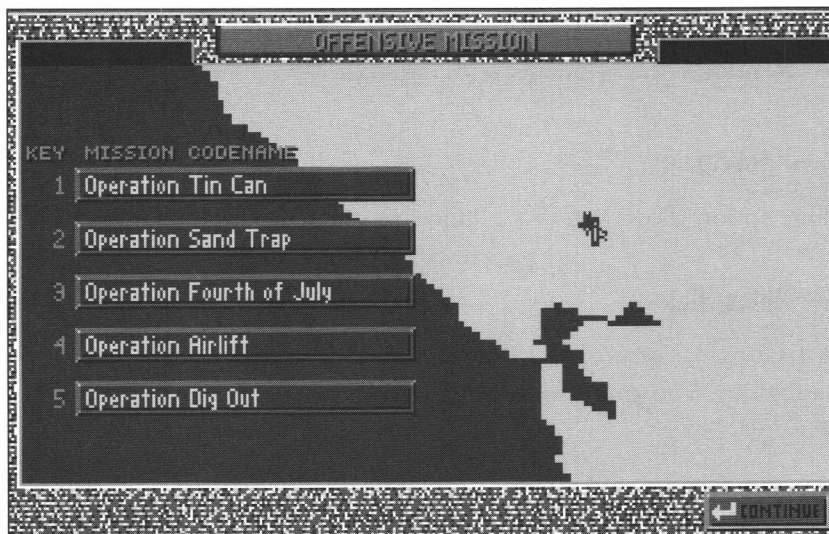 OFFENSIVE MISSION
KEY MISSION CODENAME
1 Operation Tin Can
2 Operation Sand Trap
3 Operation Fourth of July
4 Operation Airlift
5 Operation Dig Out
CONTINUE